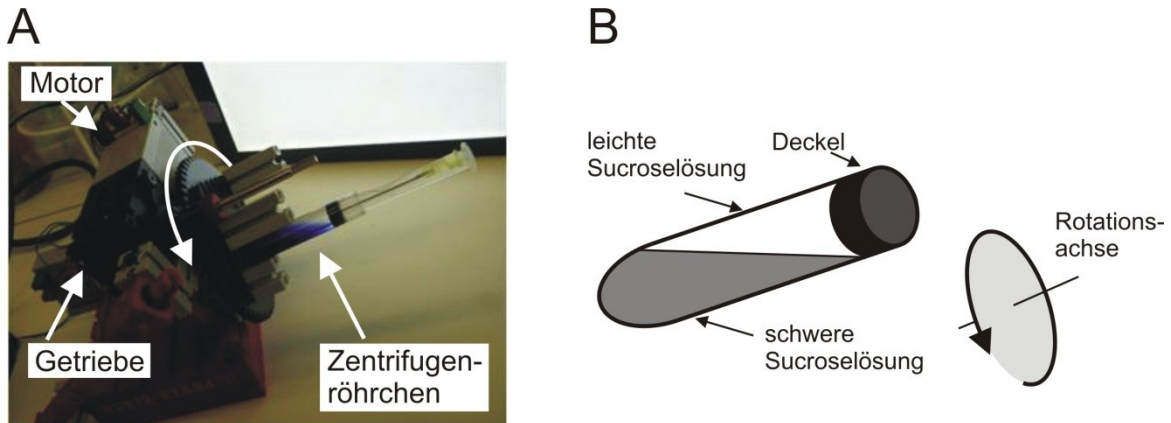 A
Motor
Getriebe
Zentrifugen-
röhrchen
B
leichte
Sucroselösung
Deckel
Rotations-
achse
schwere
Sucroselösung